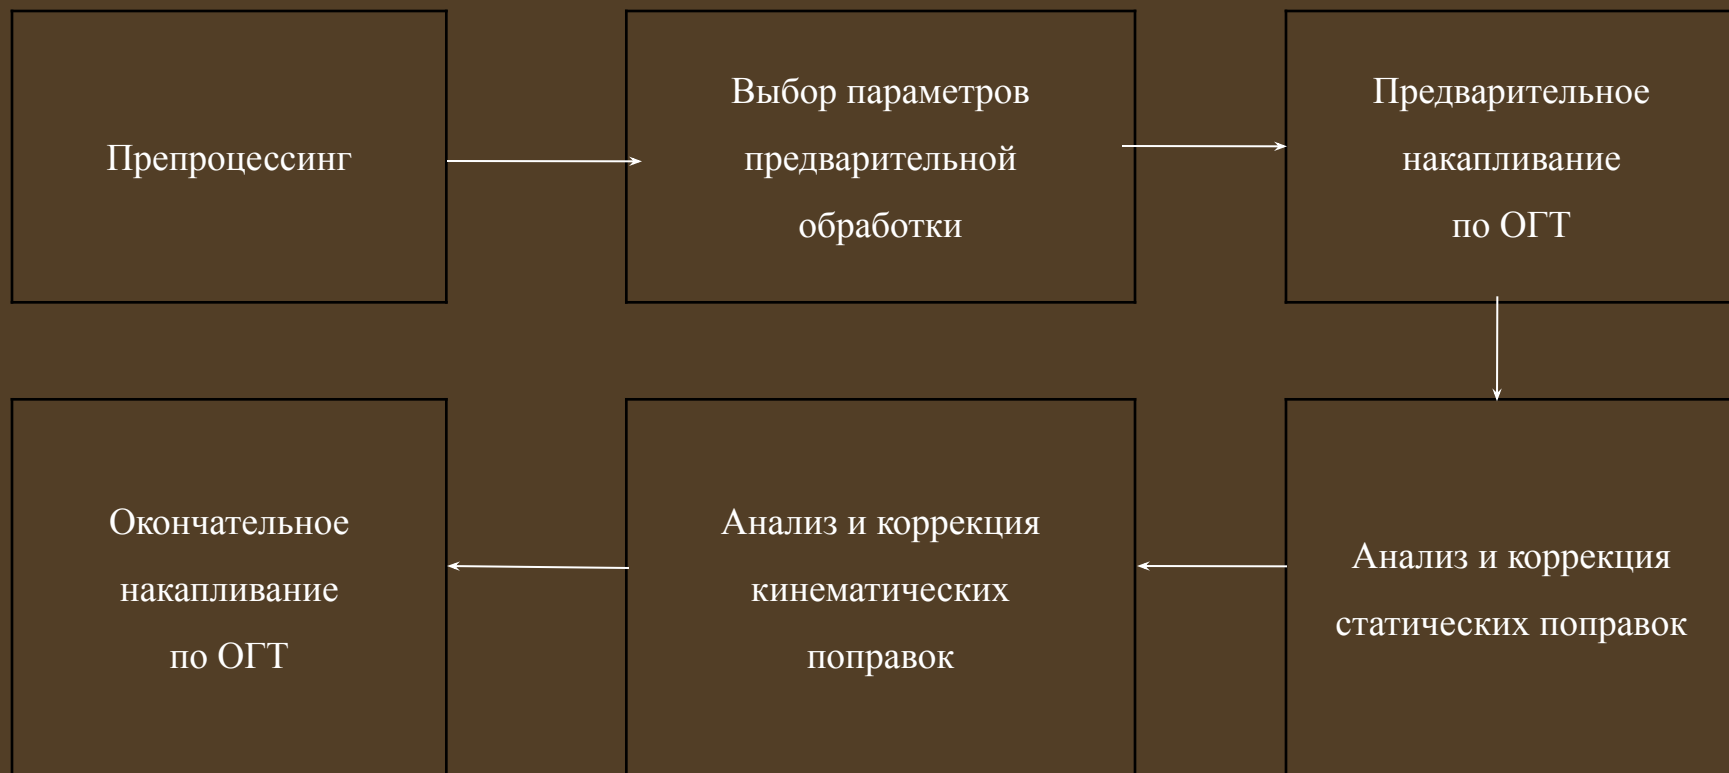 Препроцессинг
Выбор параметров
предварительной
обработки
Предварительное
накапливание
по ОГТ
Анализ и коррекция
статических поправок
Анализ и коррекция
кинематических
поправок
Окончательное
накапливание
по ОГТ